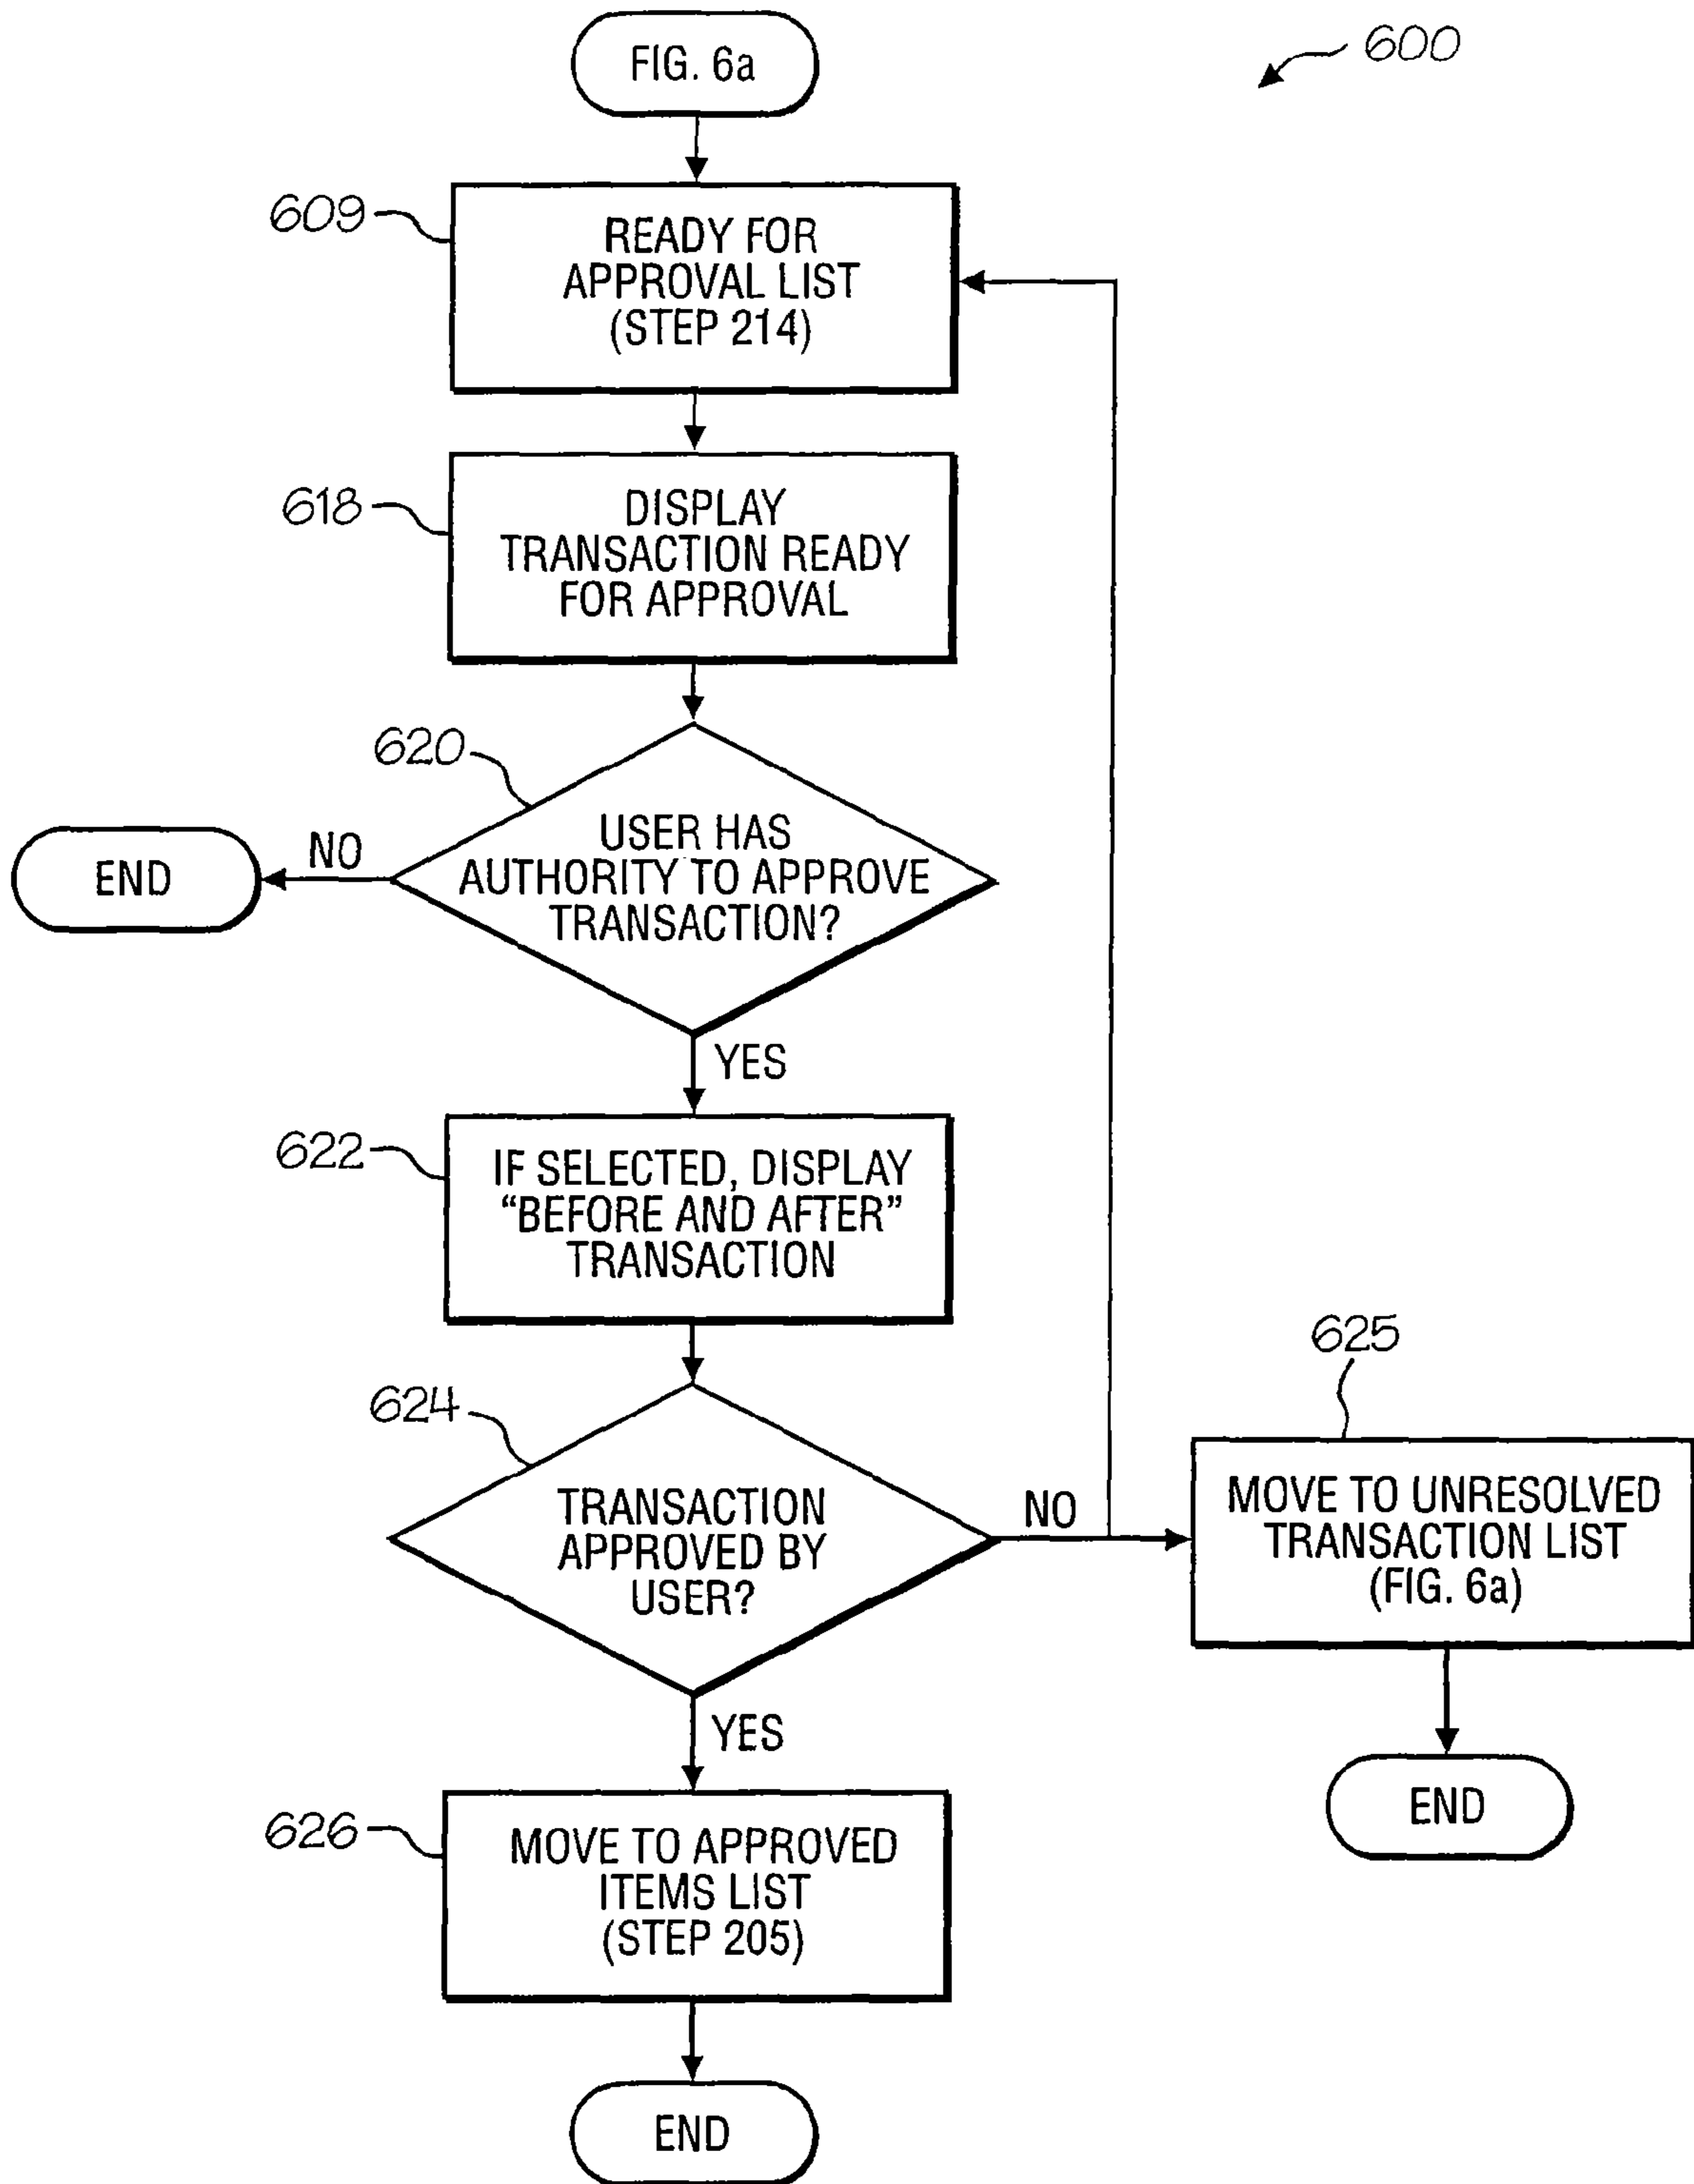 FIG. 6a
600
609
READY FOR
APPROVAL LIST
(STEP 214)
618
DISPLAY
TRANSACTION READY
FOR APPROVAL
620
USER HAS
AUTHORITY TO APPROVE
TRANSACTION?
NO
END
YES
622
IF SELECTED, DISPLAY
“BEFORE AND AFTER”
TRANSACTION
624
TRANSACTION
APPROVED BY
USER?
NO
625
MOVE TO UNRESOLVED
TRANSACTION LIST
(FIG. 6a)
END
YES
626
MOVE TO APPROVED
ITEMS LIST
(STEP 205)
END